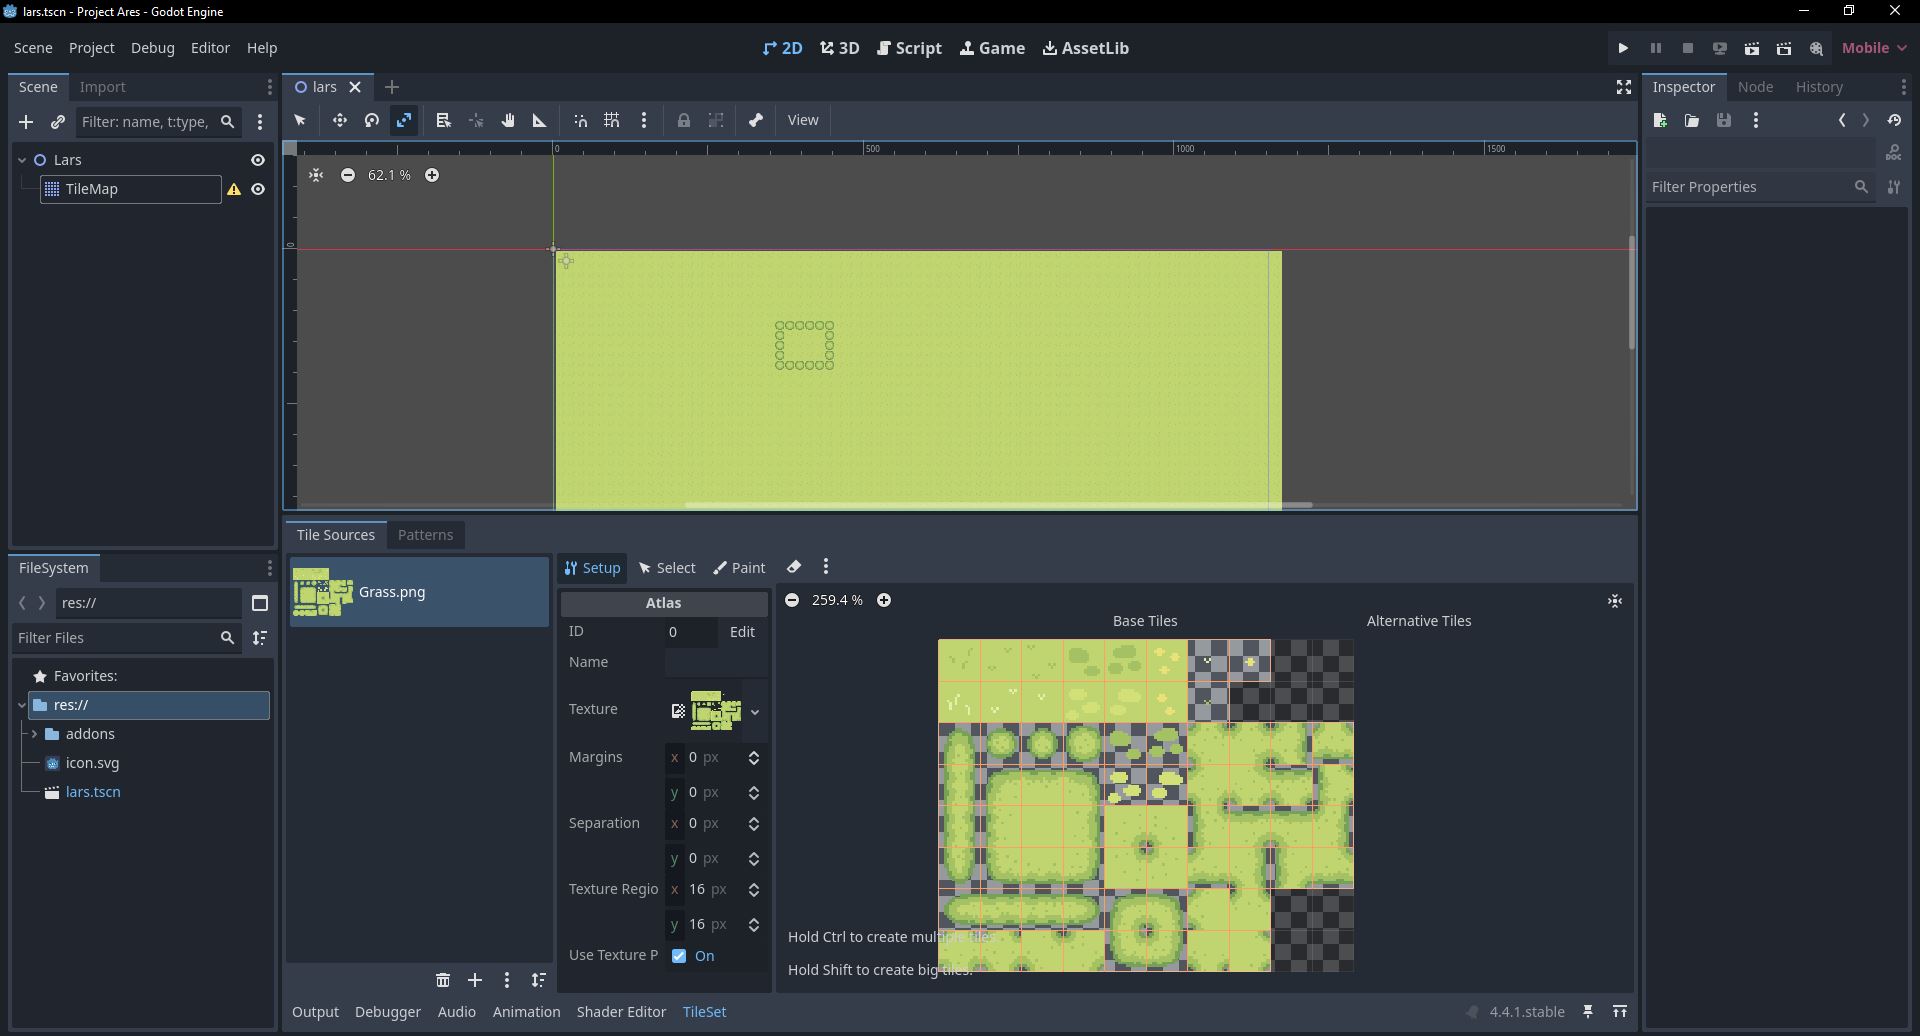 lars.tscn - Project Ares - Godot Engine
Scene Project Debug Editor Help
2D 3D Script Game AssetLib
Mobile
Scene Import
Filter: name, t:type,
Lars
TileMap
lars
View
0 500 1000 1500
0
62.1 %
Inspector Node History
DOC
Filter Properties
FileSystem
res://
Filter Files
Favorites:
res://
addons
icon.svg
lars.tscn
Tile Sources Patterns
Grass.png
Setup Select Paint
Atlas
ID 0 Edit
Name
Texture
Margins x 0 px
y 0 px
Separation x 0 px
y 0 px
Texture Regio x 16 px
y 16 px
Use Texture P On
259.4 %
Base Tiles
Alternative Tiles
Hold Ctrl to create multiple tiles.
Hold Shift to create big tiles.
Output Debugger Audio Animation Shader Editor TileSet
4.4.1.stable